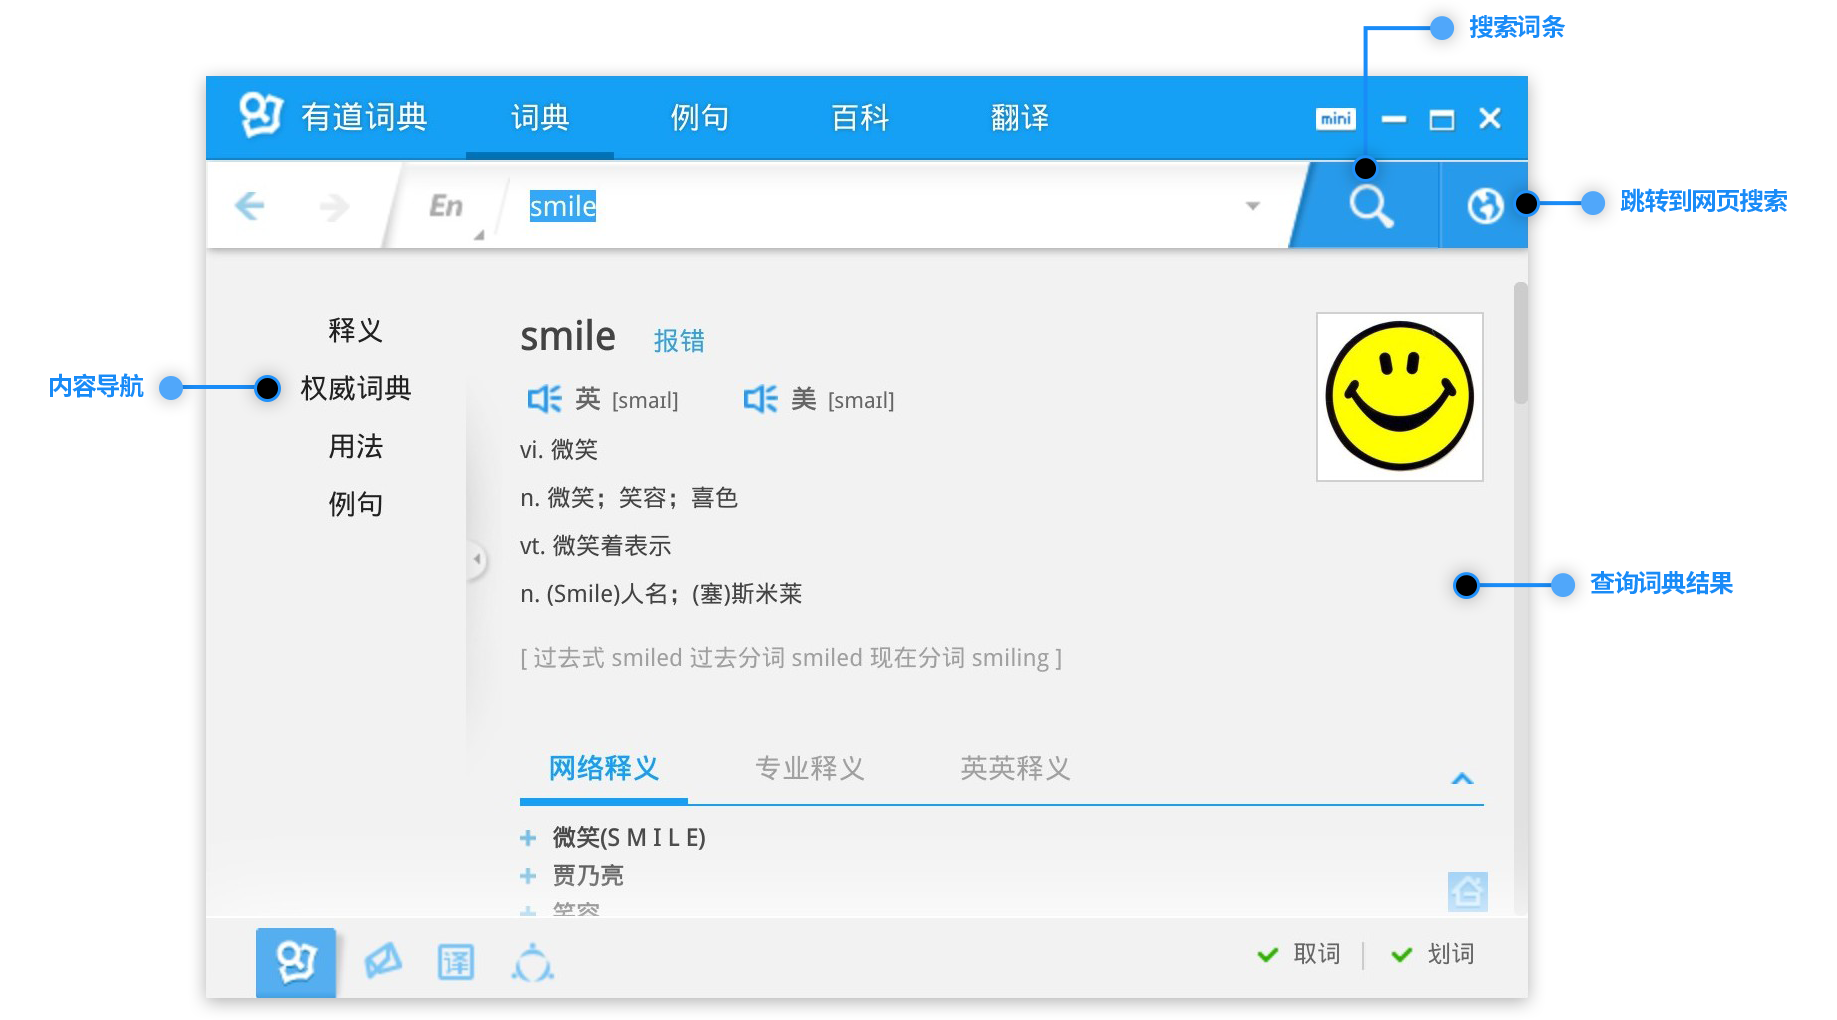 搜索词条
有道词典 词典 例句 百科 翻译 mini
En smile
跳转到网页搜索
释义
权威词典
用法
例句
内容导航
smile 报错
英 [smaɪl] 美 [smaɪl]
vi. 微笑
n. 微笑；笑容；喜色
vt. 微笑着表示
n. (Smile)人名；(塞)斯米莱
[ 过去式 smiled 过去分词 smiled 现在分词 smiling ]
查询词典结果
网络释义 专业释义 英英释义
微笑(S M I L E)
贾乃亮
笑容
译
取词 划词